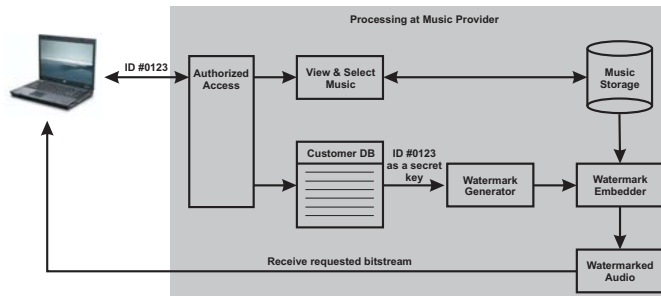 Processing at Music Provider
ID #0123
Authorized
Access
View & Select
Music
Music
Storage
Customer DB
ID #0123
as a secret
key
Watermark
Generator
Watermark
Embedder
Receive requested bitstream
Watermarked
Audio